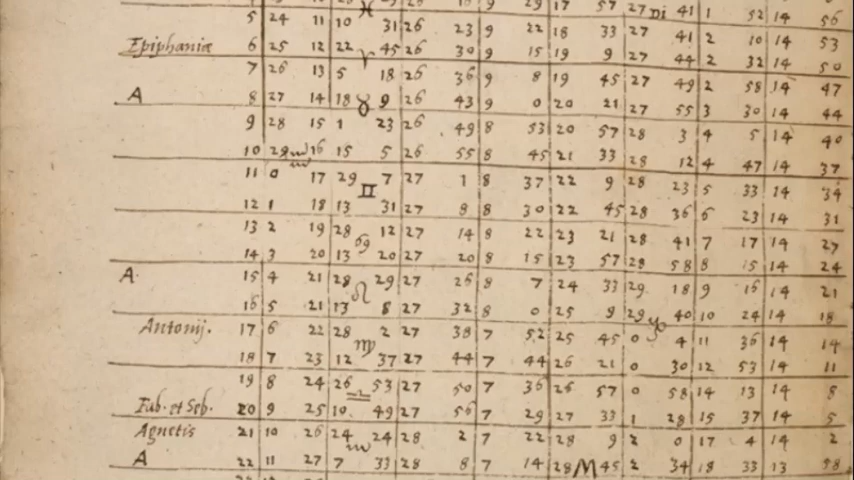 5 24 11 10 ♓ 31 26 23 9 22 18 33 27 41 2 10 14 53
Epiphaniæ 6 25 12 22 45 26 30 9 15 19 9 27 44 2 32 14 50
7 26 13 5 ♈ 18 26 36 9 8 19 45 27 49 2 58 14 47
A 8 27 14 18 9 26 43 9 0 20 21 27 55 3 30 14 44
9 28 15 1 ♉ 23 26 49 8 53 20 57 28 3 4 5 14 40
10 29 16 15 5 26 55 8 45 21 33 28 12 4 47 14 37
11 0 17 29 7 27 1 8 37 22 9 28 23 5 33 14 34
12 1 18 13 ♊ 31 27 8 8 30 22 45 28 36 6 23 14 31
13 2 19 28 12 27 14 8 22 23 21 28 41 7 17 14 27
14 3 20 13 ♋ 20 27 20 8 15 23 57 28 58 8 15 14 24
A 15 4 21 28 29 27 26 8 7 24 33 29 18 9 16 14 21
16 5 21 13 ♌ 8 27 32 8 0 25 9 29 40 10 24 14 18
Antonij. 17 6 22 28 2 27 38 7 52 25 45 0 ♑ 4 11 36 14 14
18 7 23 12 ♍ 37 27 44 7 44 26 21 0 30 12 53 14 11
19 8 24 26 53 27 50 7 36 26 57 0 58 14 13 14 8
Fab. et Seb. 20 9 25 10 ♎ 49 27 56 7 29 27 33 1 28 15 37 14 5
Agnetis 21 10 26 24 24 28 2 7 22 28 9 2 0 17 4 14 2
A 22 11 27 7 ♏ 33 28 8 7 14 28 45 2 34 18 33 13 58